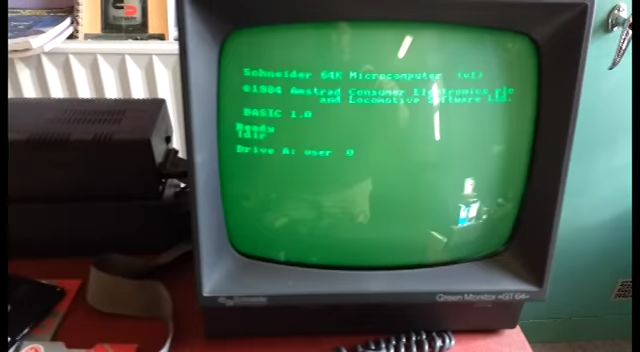 Schneider 64K Microcomputer (v1)
©1984 Amstrad Consumer Electronics plc
and Locomotive Software Ltd.
BASIC 1.0
Ready
|dir
Drive A: user 0
Green Monitor «GT 64»